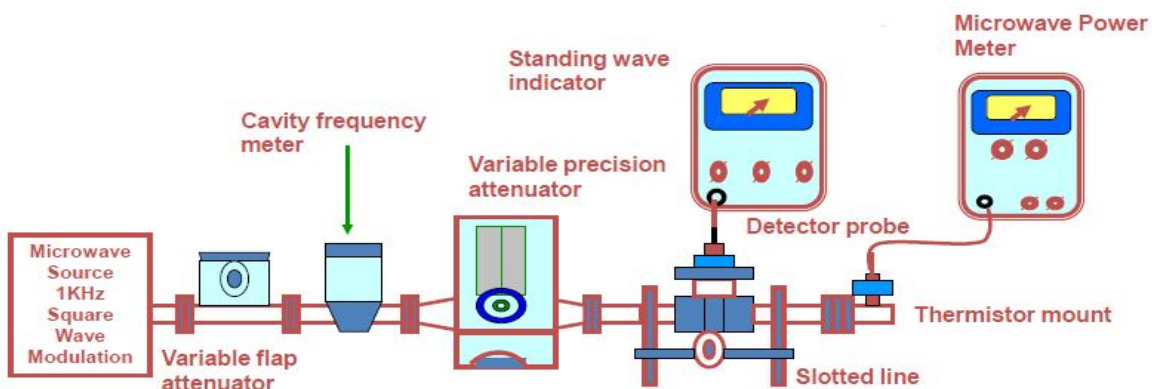 Microwave Power
Meter
Standing wave
indicator
Cavity frequency
meter
Variable precision
attenuator
Detector probe
Microwave
Source
1KHz
Square
Wave
Modulation
Thermistor mount
Variable flap
attenuator
Slotted line